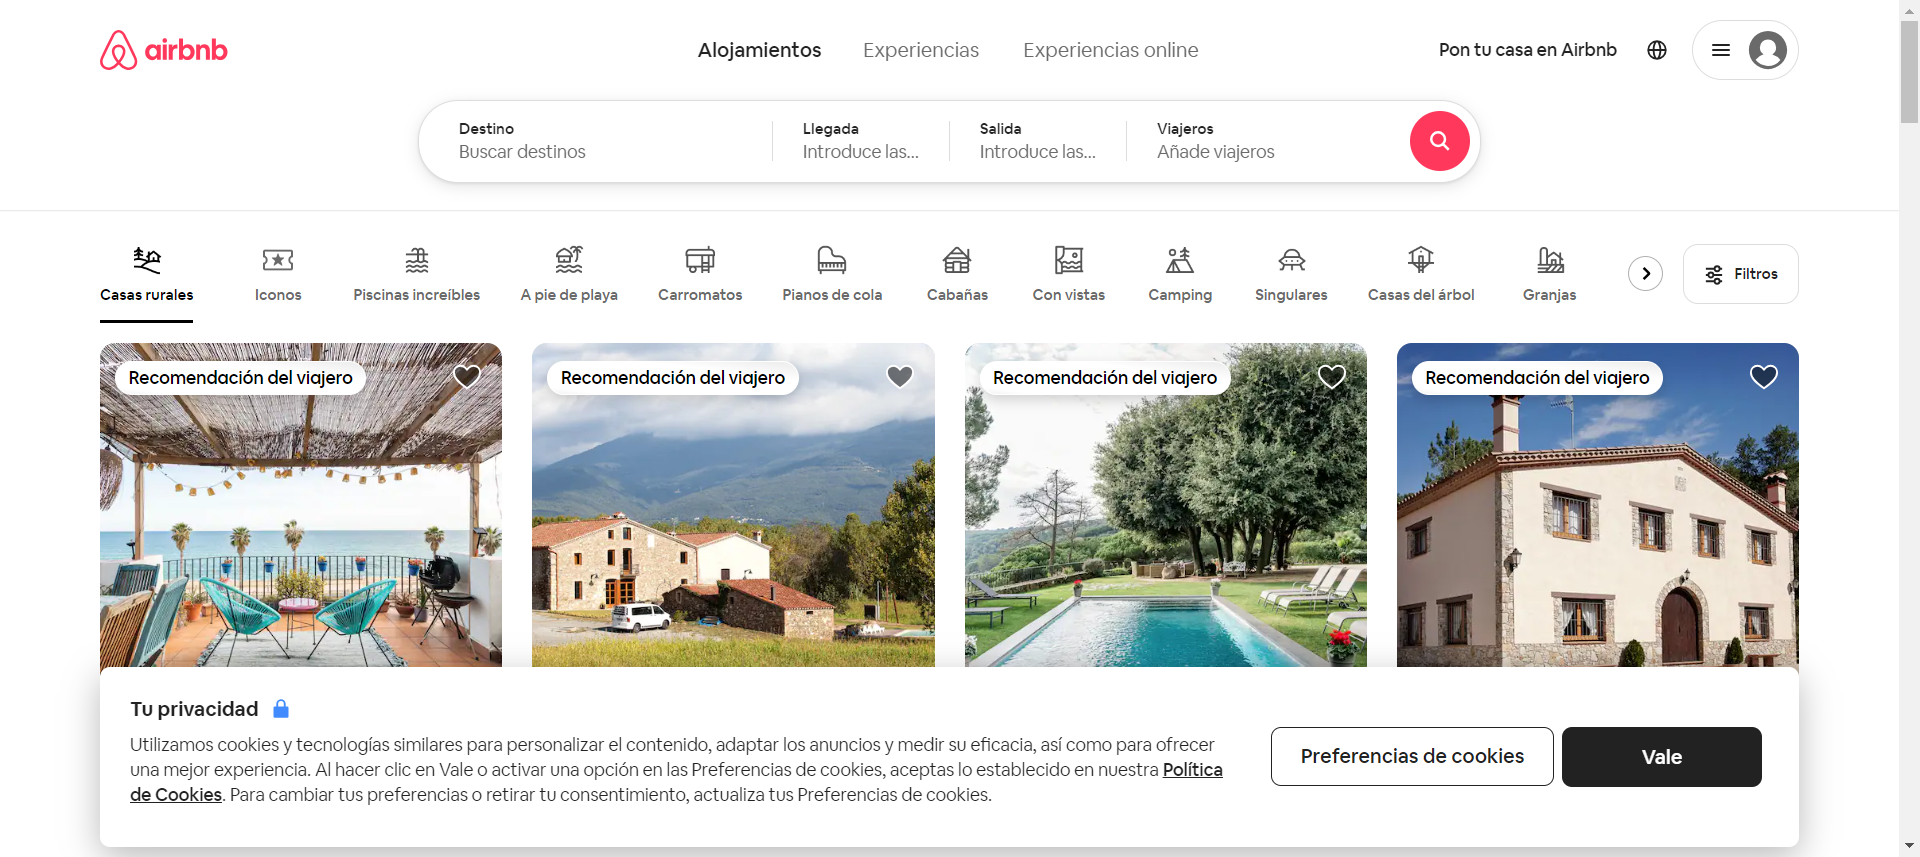 airbnb
Alojamientos
Experiencias
Experiencias online
Pon tu casa en Airbnb
Destino
Buscar destinos
Llegada
Introduce las...
Salida
Introduce las...
Viajeros
Añade viajeros
Casas rurales
Iconos
Piscinas increíbles
A pie de playa
Carromatos
Pianos de cola
Cabañas
Con vistas
Camping
Singulares
Casas del árbol
Granjas
Filtros
Recomendación del viajero
Recomendación del viajero
Recomendación del viajero
Recomendación del viajero
Tu privacidad
Utilizamos cookies y tecnologías similares para personalizar el contenido, adaptar los anuncios y medir su eficacia, así como para ofrecer
una mejor experiencia. Al hacer clic en Vale o activar una opción en las Preferencias de cookies, aceptas lo establecido en nuestra Política
de Cookies. Para cambiar tus preferencias o retirar tu consentimiento, actualiza tus Preferencias de cookies.
Preferencias de cookies
Vale